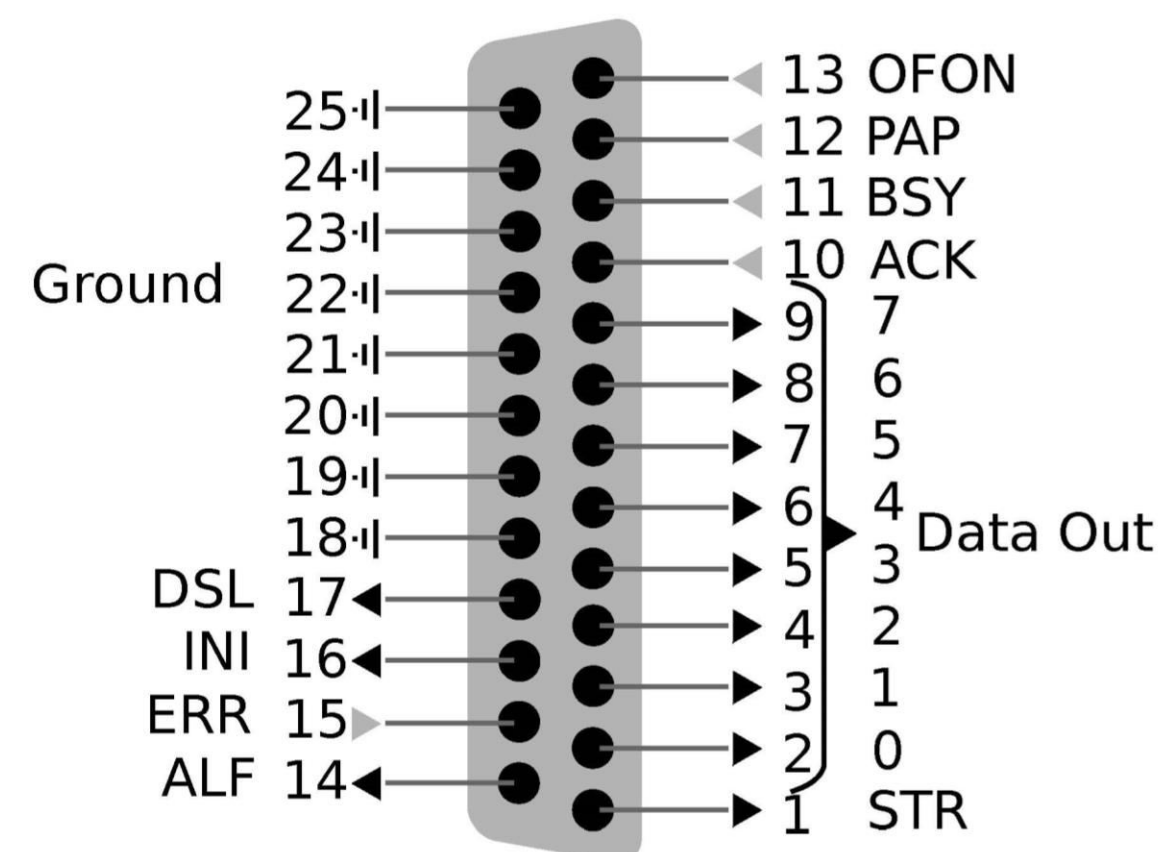 13 OFON
25
12 PAP
24
11 BSY
23
10 ACK
Ground
22
9 7
21
8 6
20
7 5
19
6 4
18
Data Out
5 3
DSL 17
4 2
INI 16
3 1
ERR 15
2 0
ALF 14
1 STR